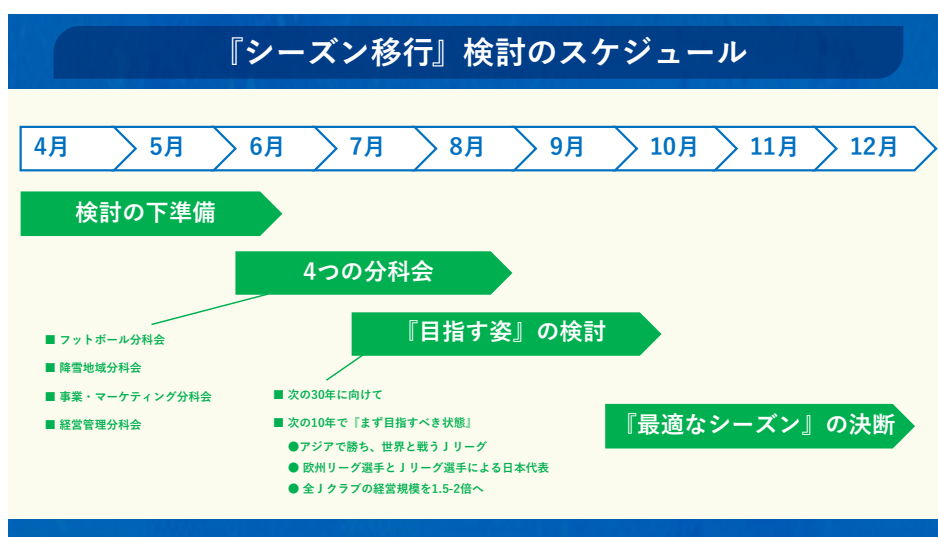 『シーズン移行』検討のスケジュール
4月 5月 6月 7月 8月 9月 10月 11月 12月
検討の下準備
4つの分科会
■ フットボール分科会
■ 降雪地域分科会
■ 事業・マーケティング分科会
■ 経営管理分科会
『目指す姿』の検討
■ 次の30年に向けて
■ 次の10年で『まず目指すべき状態』
●アジアで勝ち、世界と戦うJリーグ
● 欧州リーグ選手とJリーグ選手による日本代表
● 全Jクラブの経営規模を1.5-2倍へ
『最適なシーズン』の決断